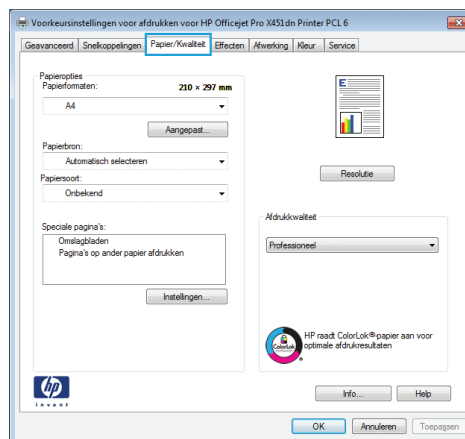 Voorkeursinstellingen voor afdrukken voor HP Officejet Pro X451dn Printer PCL 6
Geavanceerd Snelkoppelingen Papier/Kwaliteit Effecten Afwerking Kleur Service
Papieropties
Papierformaten: 210 × 297 mm
A4
Aangepast...
Papierbron:
Automatisch selecteren
Papiersoort:
Onbekend
Speciale pagina's:
Omslagbladen
Pagina's op ander papier afdrukken
Instellingen...
E
Resolutie
Afdrukkwaliteit
Professioneel
ColorLok
HP raadt ColorLok®-papier aan voor
optimale afdrukresultaten
hp
invent
Info... Help
OK Annuleren Toepassen